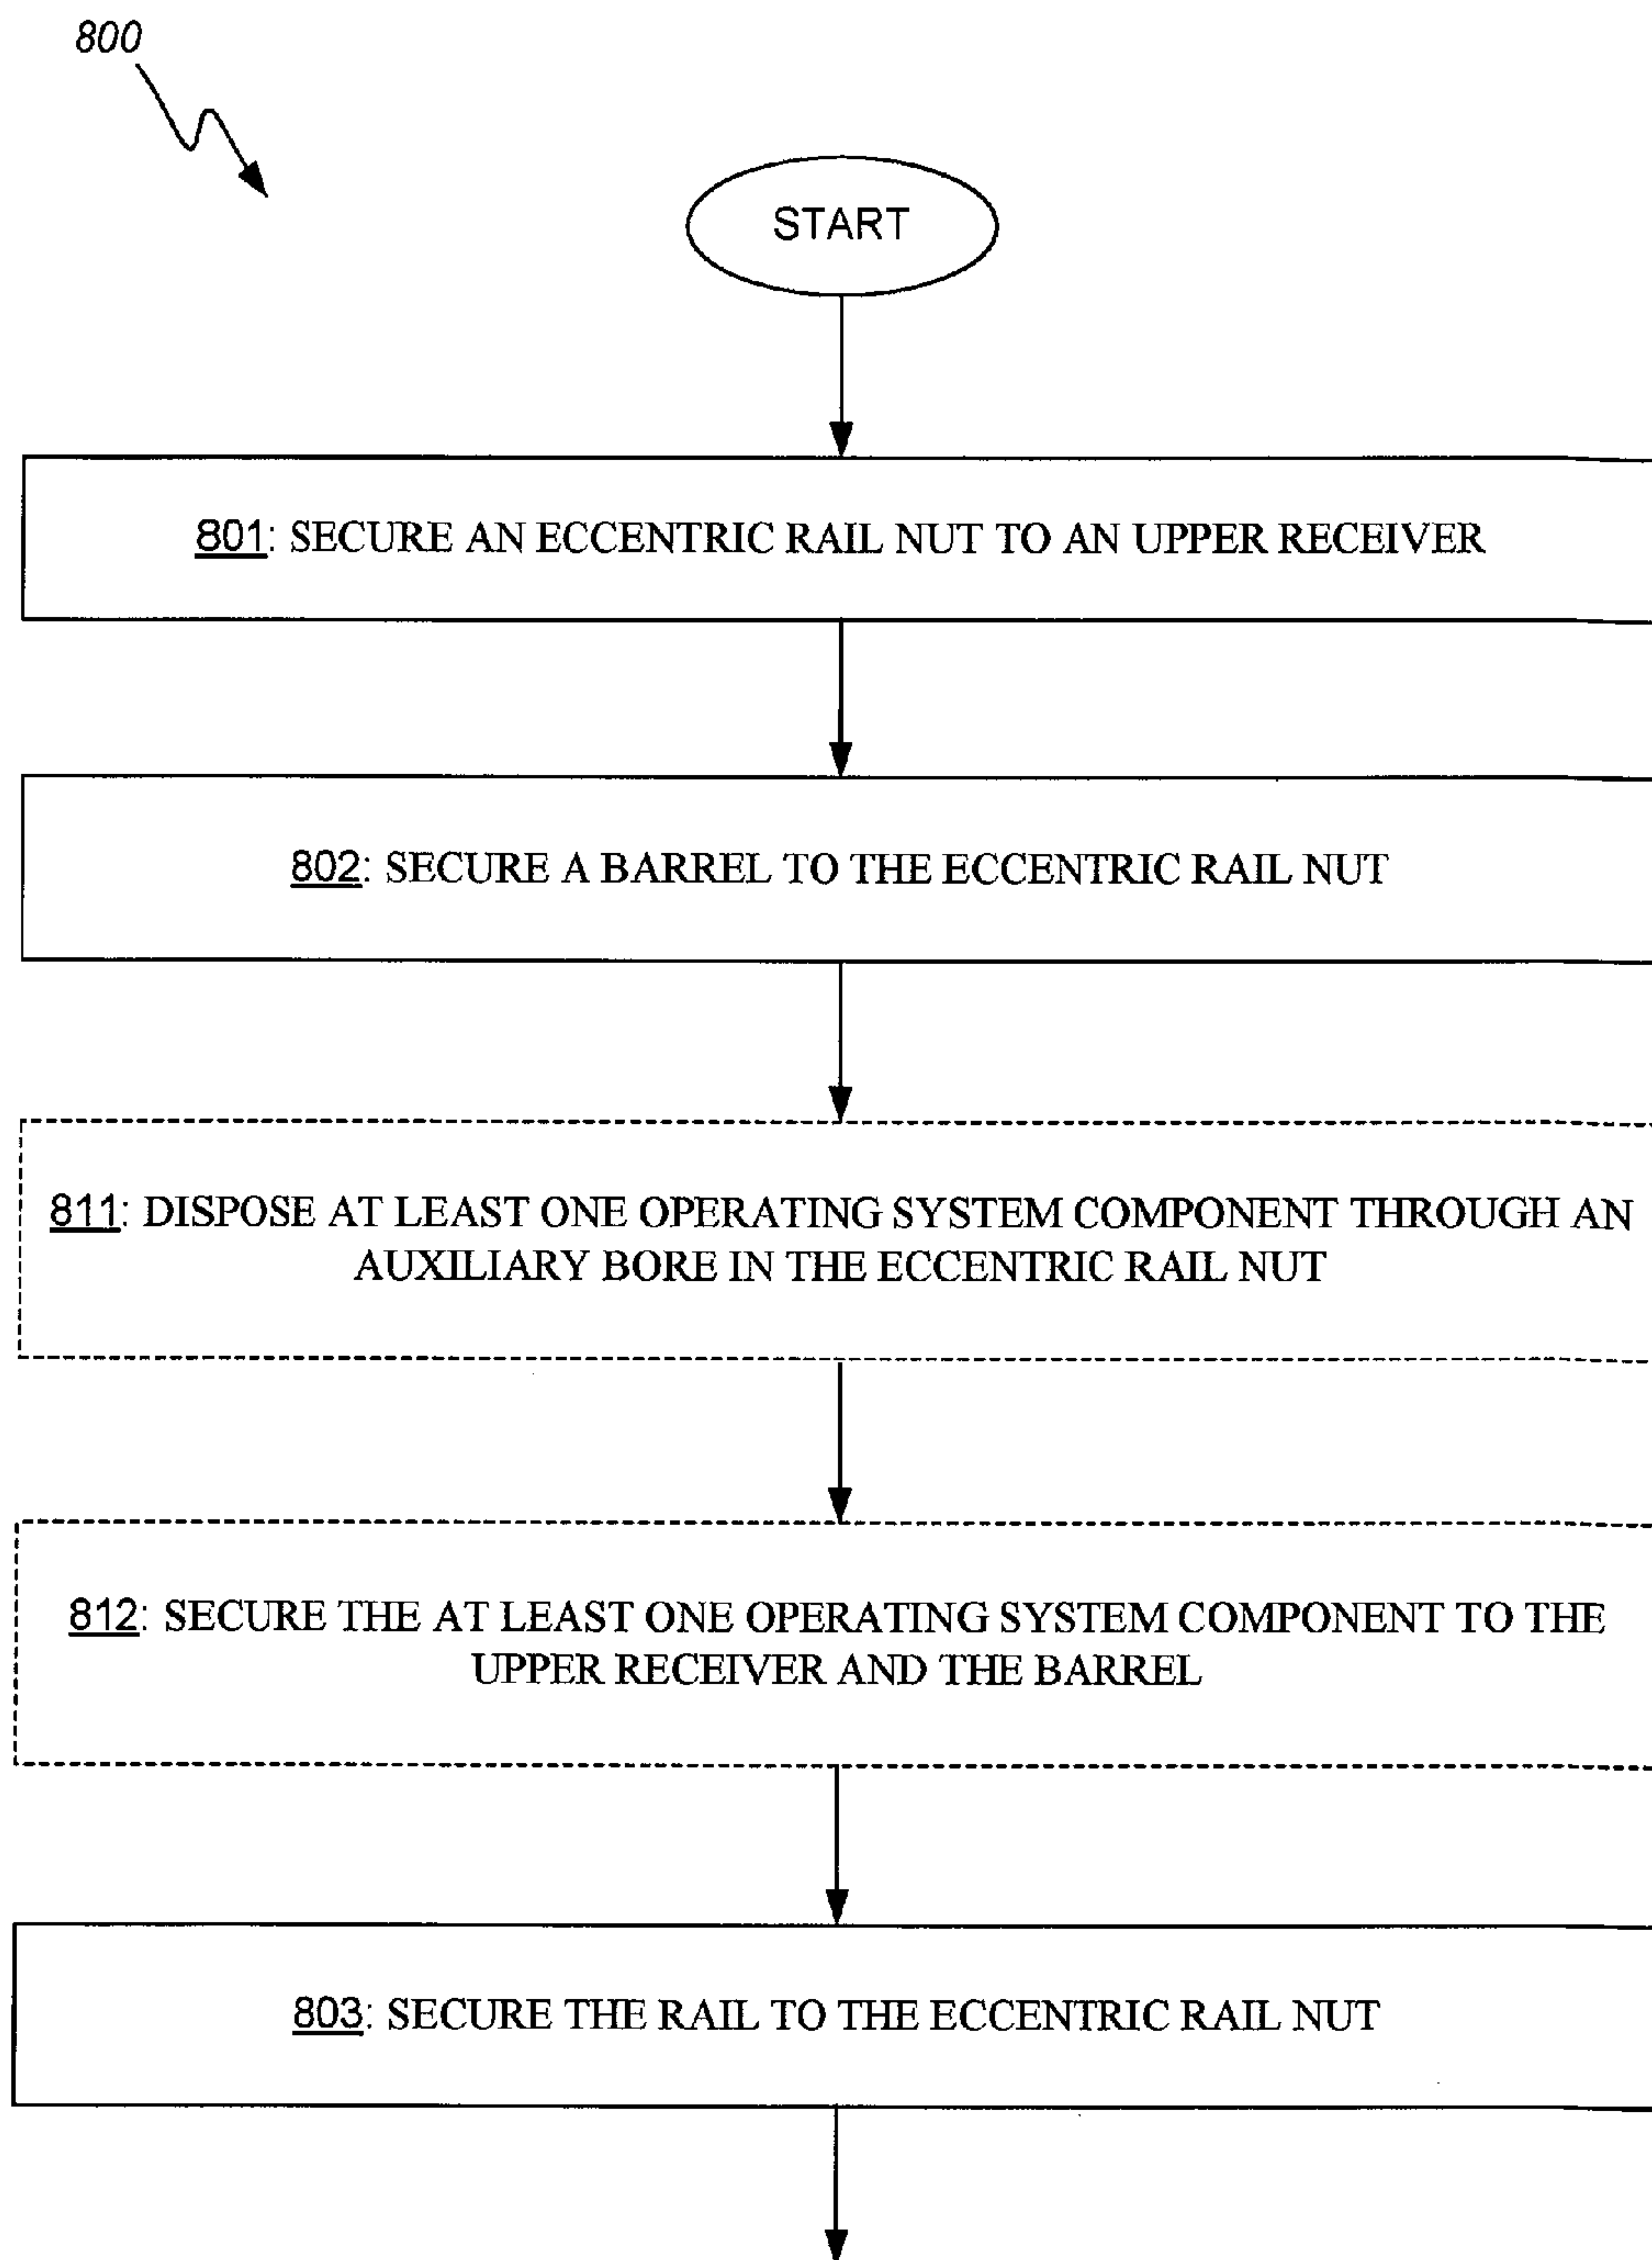 800
START
801: SECURE AN ECCENTRIC RAIL NUT TO AN UPPER RECEIVER
802: SECURE A BARREL TO THE ECCENTRIC RAIL NUT
811: DISPOSE AT LEAST ONE OPERATING SYSTEM COMPONENT THROUGH AN
AUXILIARY BORE IN THE ECCENTRIC RAIL NUT
812: SECURE THE AT LEAST ONE OPERATING SYSTEM COMPONENT TO THE
UPPER RECEIVER AND THE BARREL
803: SECURE THE RAIL TO THE ECCENTRIC RAIL NUT